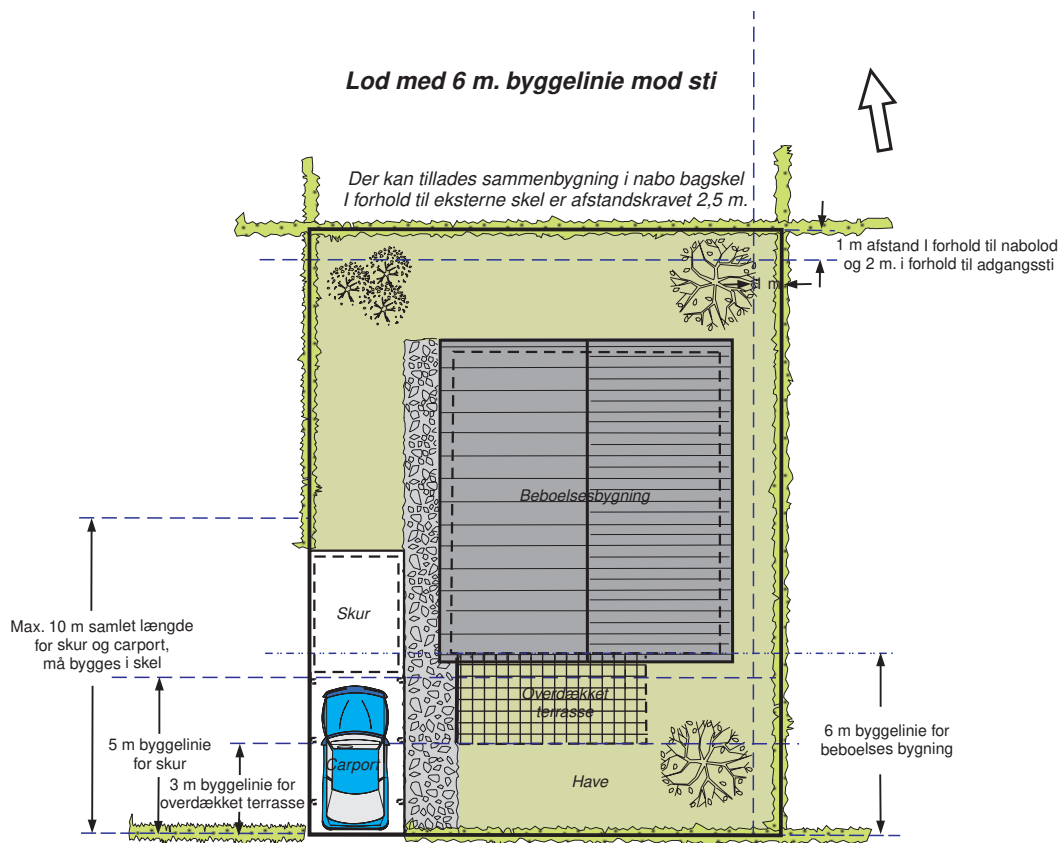 Lod med 6 m. byggelinie mod sti
Der kan tillades sammenbygning i nabo bagskel
I forhold til eksterne skel er afstandskravet 2,5 m.
1 m afstand I forhold til nabolod
og 2 m. i forhold til adgangssti
1 m
Beboelsesbygning
Skur
Max. 10 m samlet længde
for skur og carport,
må bygges i skel
Overdækket
terrasse
5 m byggelinie
for skur
6 m byggelinie for
beboelses bygning
Carport
3 m byggelinie for
overdækket terrasse
Have